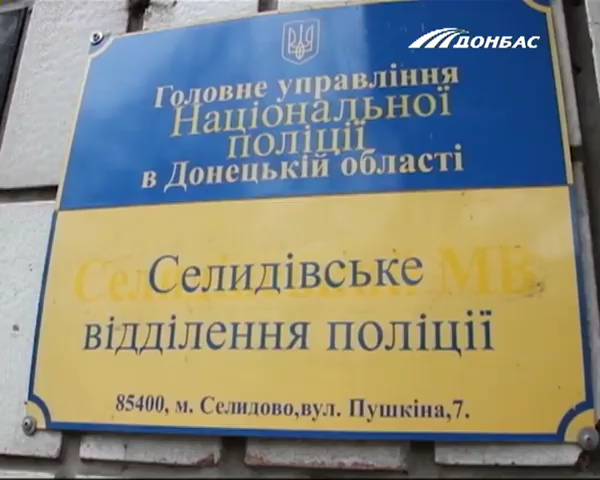 ДОНБАС
Головне управління
Національної
поліції
в Донецькій області
Селидівське
відділення поліції
85400, м. Селидово,вул. Пушкіна,7.